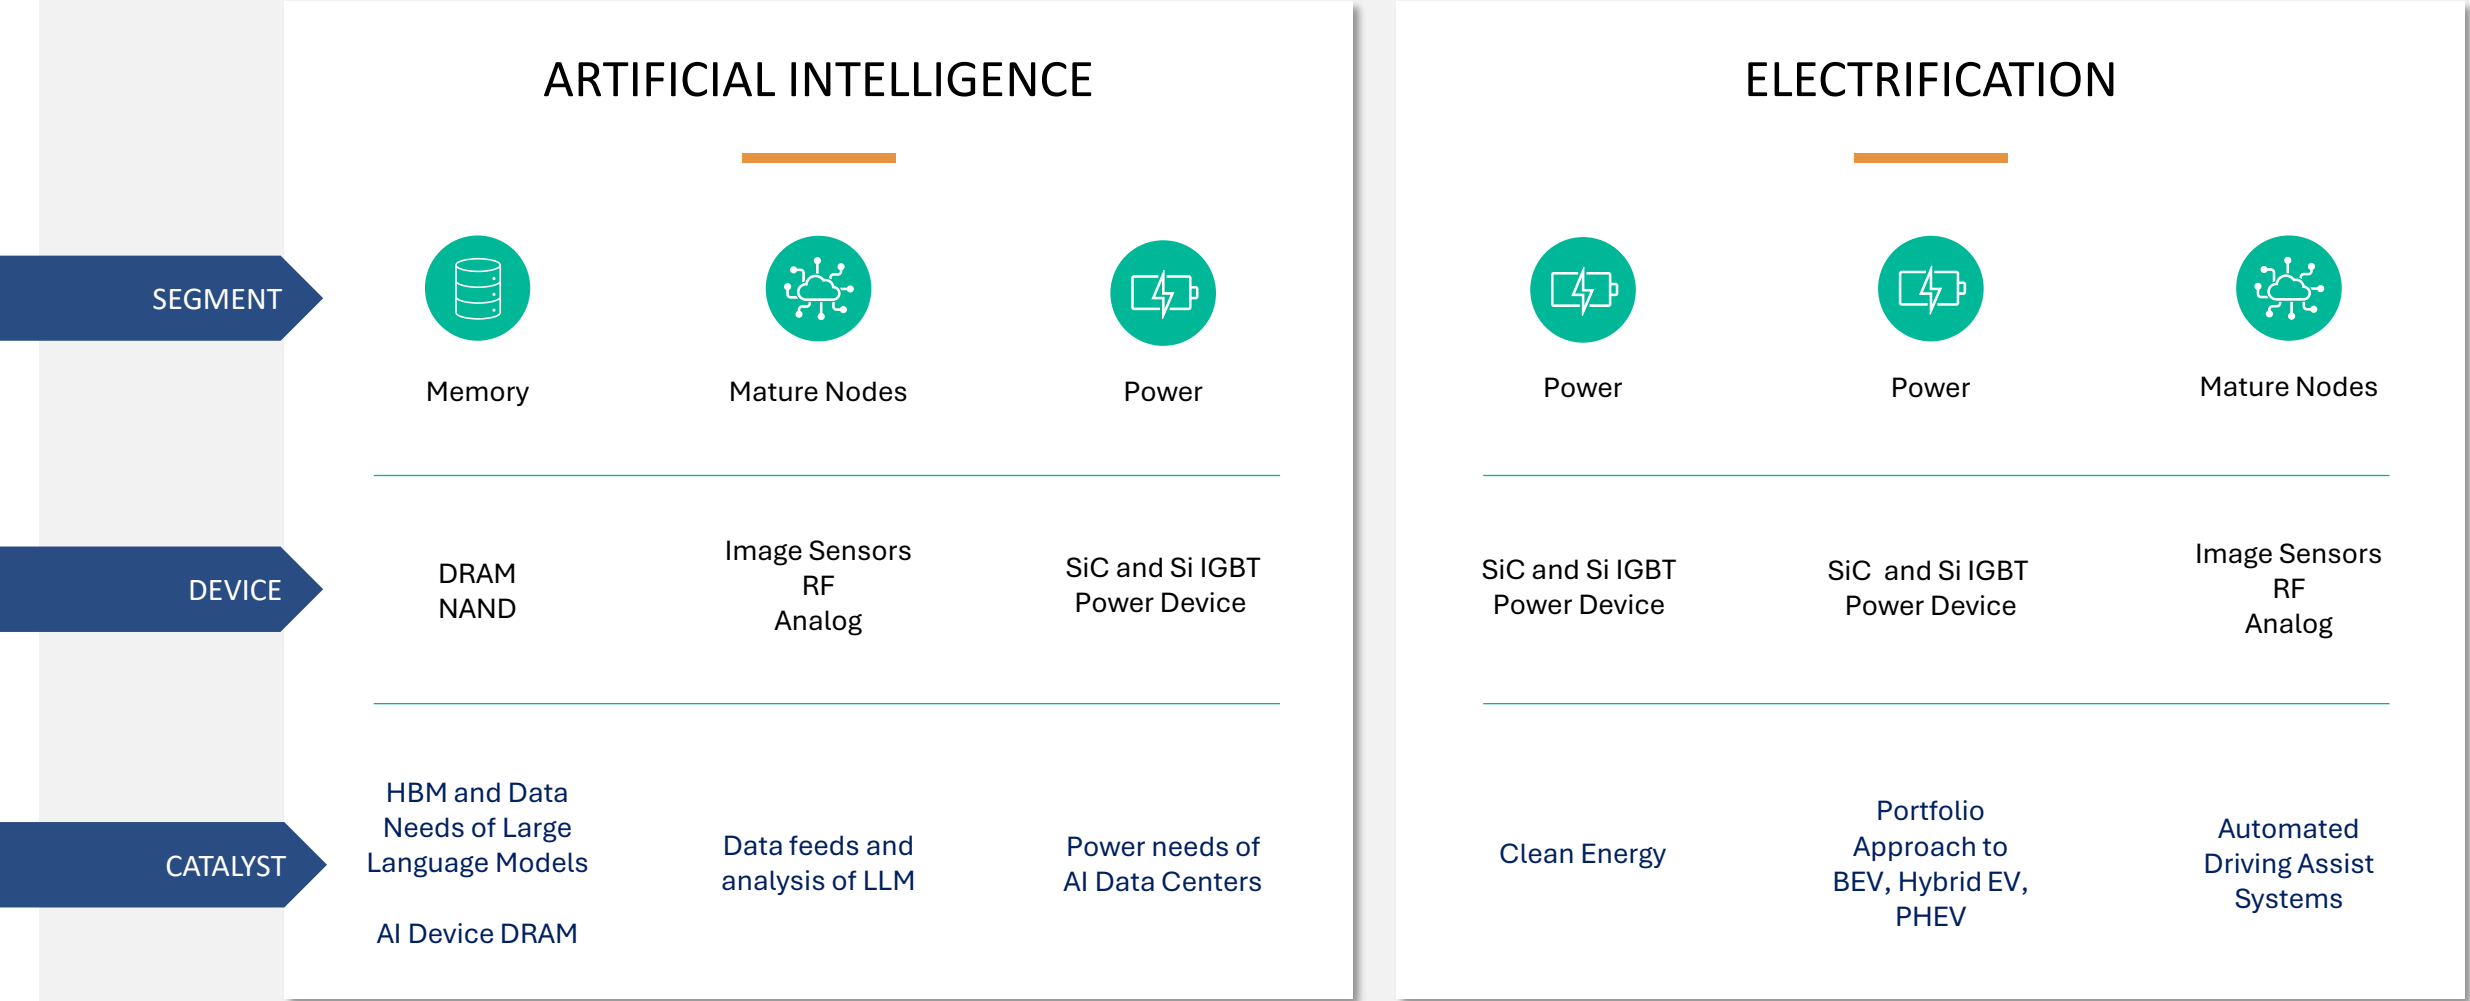 ARTIFICIAL INTELLIGENCE
ELECTRIFICATION
SEGMENT
Memory
Mature Nodes
Power
Power
Power
Mature Nodes
DEVICE
DRAM
NAND
Image Sensors
RF
Analog
SiC and Si IGBT
Power Device
SiC and Si IGBT
Power Device
SiC and Si IGBT
Power Device
Image Sensors
RF
Analog
CATALYST
HBM and Data
Needs of Large
Language Models
AI Device DRAM
Data feeds and
analysis of LLM
Power needs of
AI Data Centers
Clean Energy
Portfolio
Approach to
BEV, Hybrid EV,
PHEV
Automated
Driving Assist
Systems